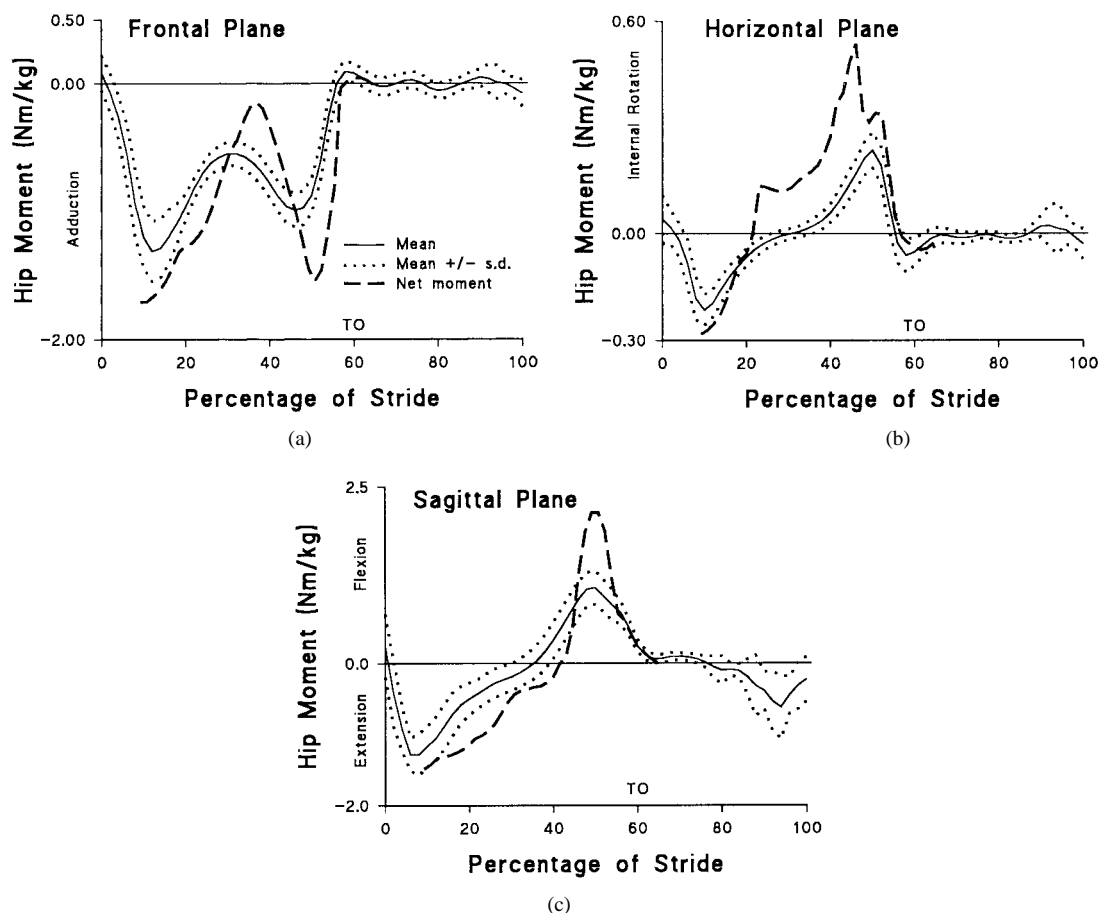 Frontal Plane
0.50
0.00
-2.00
Hip Moment (Nm/kg)
Adduction
Mean
Mean +/- s.d.
Net moment
TO
0 20 40 60 80 100
Percentage of Stride
(a)
Horizontal Plane
0.60
0.00
-0.30
Hip Moment (Nm/kg)
Internal Rotation
TO
0 20 40 60 80 100
Percentage of Stride
(b)
Sagittal Plane
2.5
0.0
-2.0
Hip Moment (Nm/kg)
Flexion
Extension
TO
0 20 40 60 80 100
Percentage of Stride
(c)